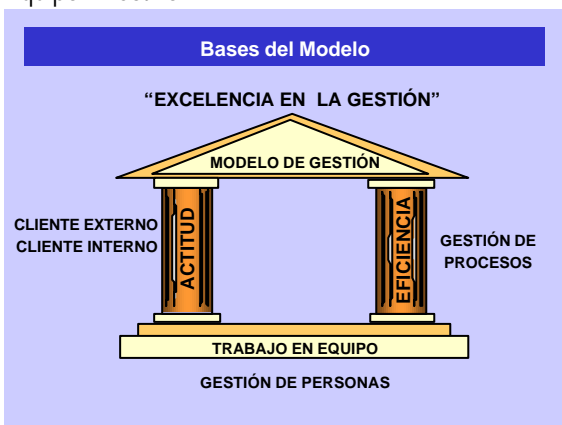 Bases del Modelo
“EXCELENCIA EN LA GESTIÓN”
MODELO DE GESTIÓN
CLIENTE EXTERNO
CLIENTE INTERNO
ACTITUD
EFICIENCIA
GESTIÓN DE
PROCESOS
TRABAJO EN EQUIPO
GESTIÓN DE PERSONAS